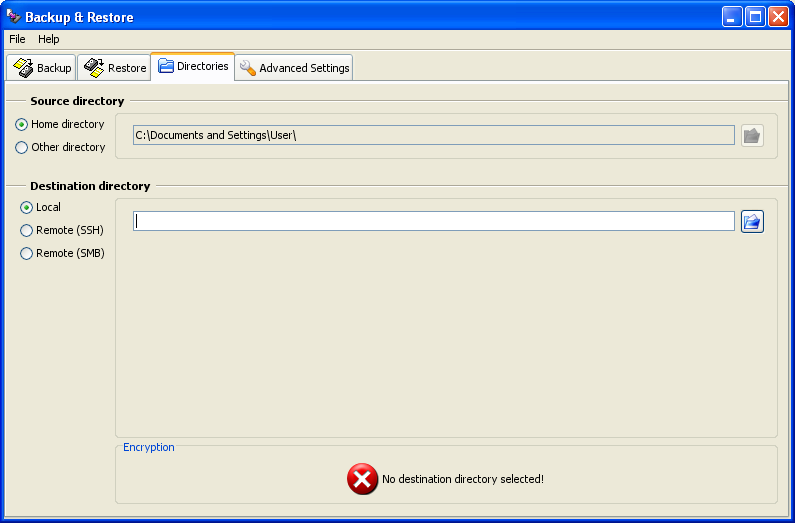 Backup & Restore
File Help
Backup Restore Directories Advanced Settings
Source directory
Home directory
C:\Documents and Settings\User\
Other directory
Destination directory
Local
Remote (SSH)
Remote (SMB)
Encryption
No destination directory selected!